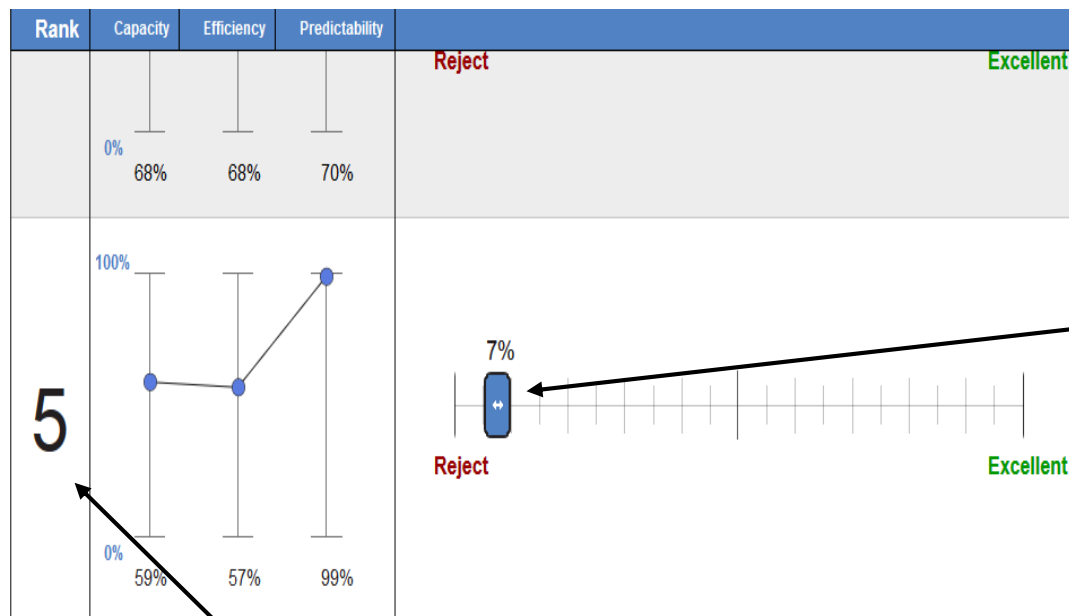 Rank Capacity Efficiency Predictability
Reject Excellent
0%
68% 68% 70%
100%
7%
5
Reject Excellent
0%
59% 57% 99%